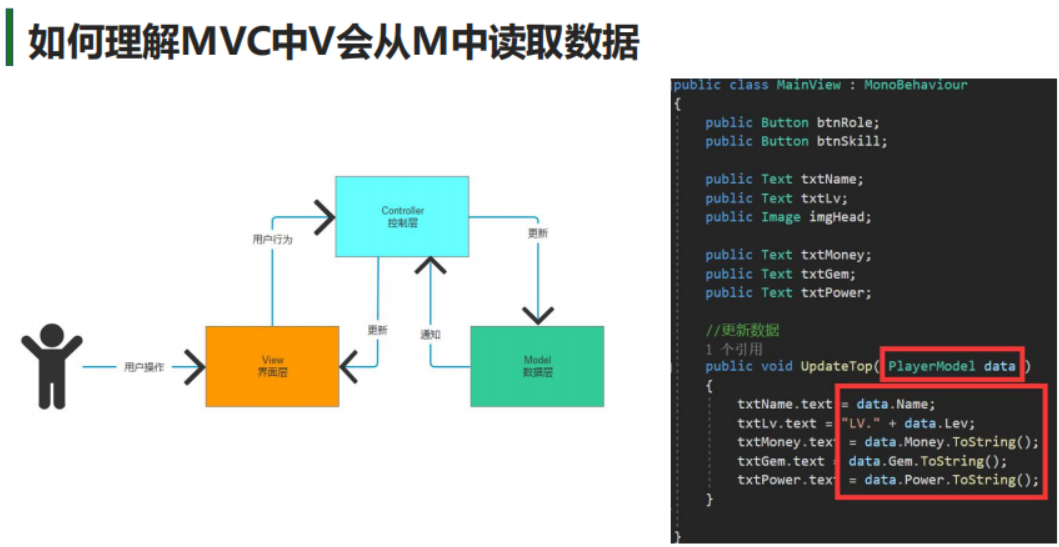 如何理解MVC中V会从M中读取数据
Controller
控制层
用户行为
更新
更新
通知
用户操作
View
界面层
Model
数据层
public class MainView : MonoBehaviour
{
public Button btnRole;
public Button btnSkill;
public Text txtName;
public Text txtLv;
public Image imgHead;
public Text txtMoney;
public Text txtGem;
public Text txtPower;
//更新数据
1 个引用
public void UpdateTop( PlayerModel data )
{
txtName.text = data.Name;
txtLv.text = "LV." + data.Lev;
txtMoney.text = data.Money.ToString();
txtGem.text = data.Gem.ToString();
txtPower.text = data.Power.ToString();
}
}